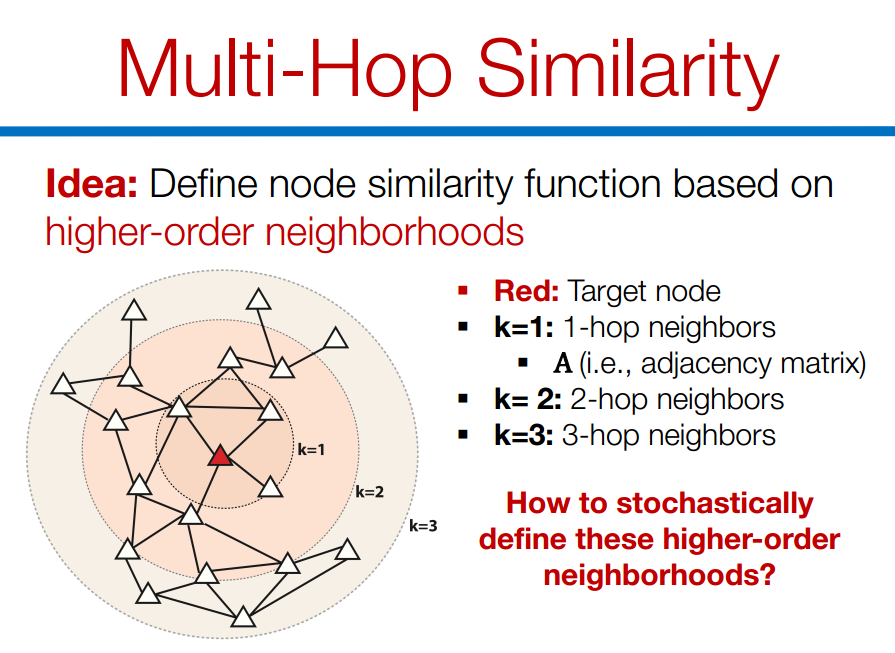 Multi-Hop Similarity
Idea: Define node similarity function based on
higher-order neighborhoods
▪ Red: Target node
▪ k=1: 1-hop neighbors
▪ A (i.e., adjacency matrix)
▪ k= 2: 2-hop neighbors
▪ k=3: 3-hop neighbors
How to stochastically
define these higher-order
neighborhoods?
k=1
k=2
k=3